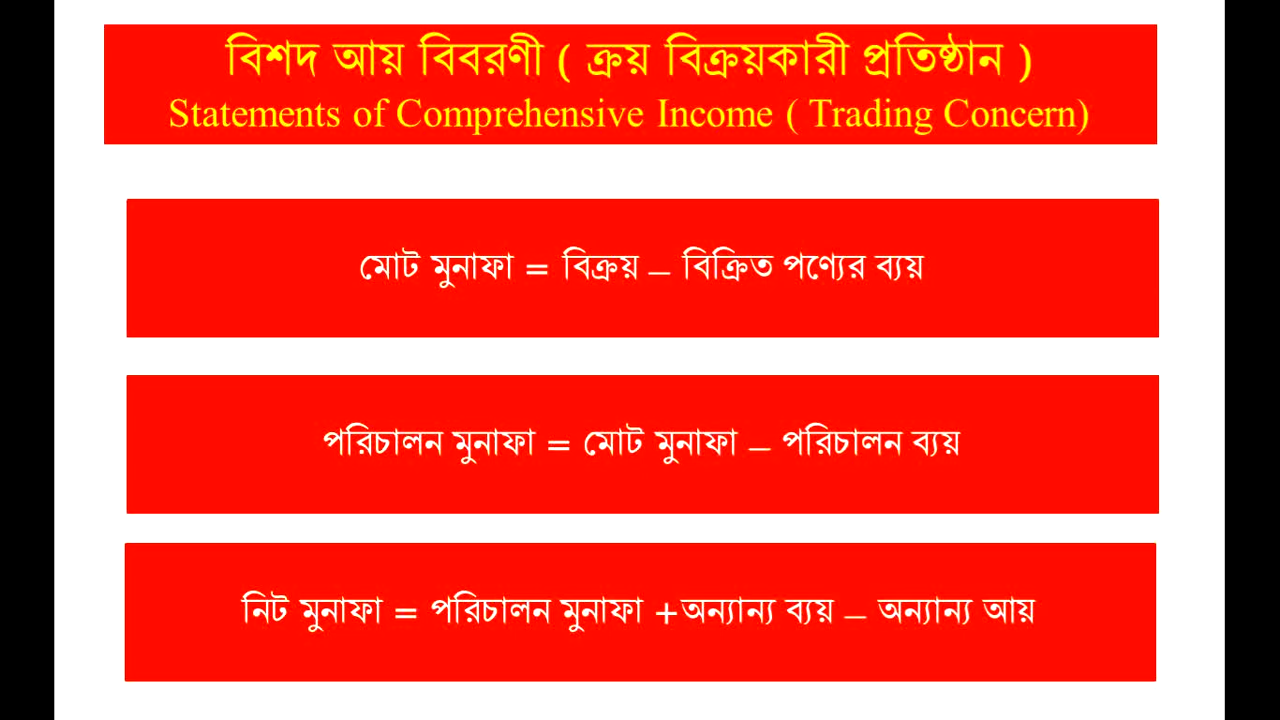 বিশদ আয় বিবরণী ( ক্রয় বিক্রয়কারী প্রতিষ্ঠান )
Statements of Comprehensive Income ( Trading Concern)
মোট মুনাফা = বিক্রয় – বিক্রিত পণ্যের ব্যয়
পরিচালন মুনাফা = মোট মুনাফা – পরিচালন ব্যয়
নিট মুনাফা = পরিচালন মুনাফা +অন্যান্য ব্যয় – অন্যান্য আয়